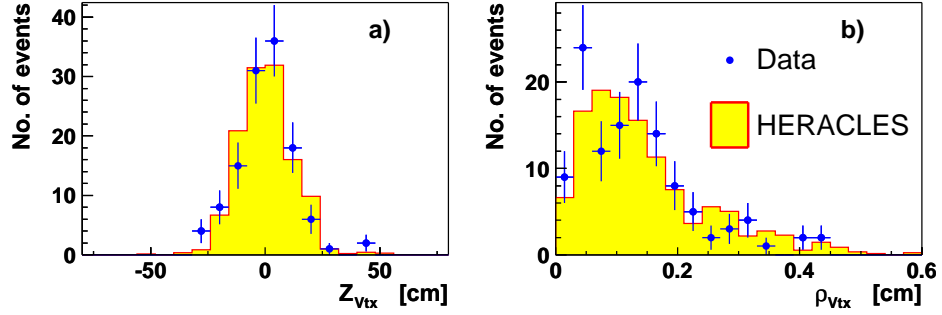 No. of events
a)
40
30
20
10
0
-50
0
50
Z_Vtx [cm]
No. of events
b)
Data
HERACLES
20
10
0
0
0.2
0.4
0.6
ρ_Vtx [cm]